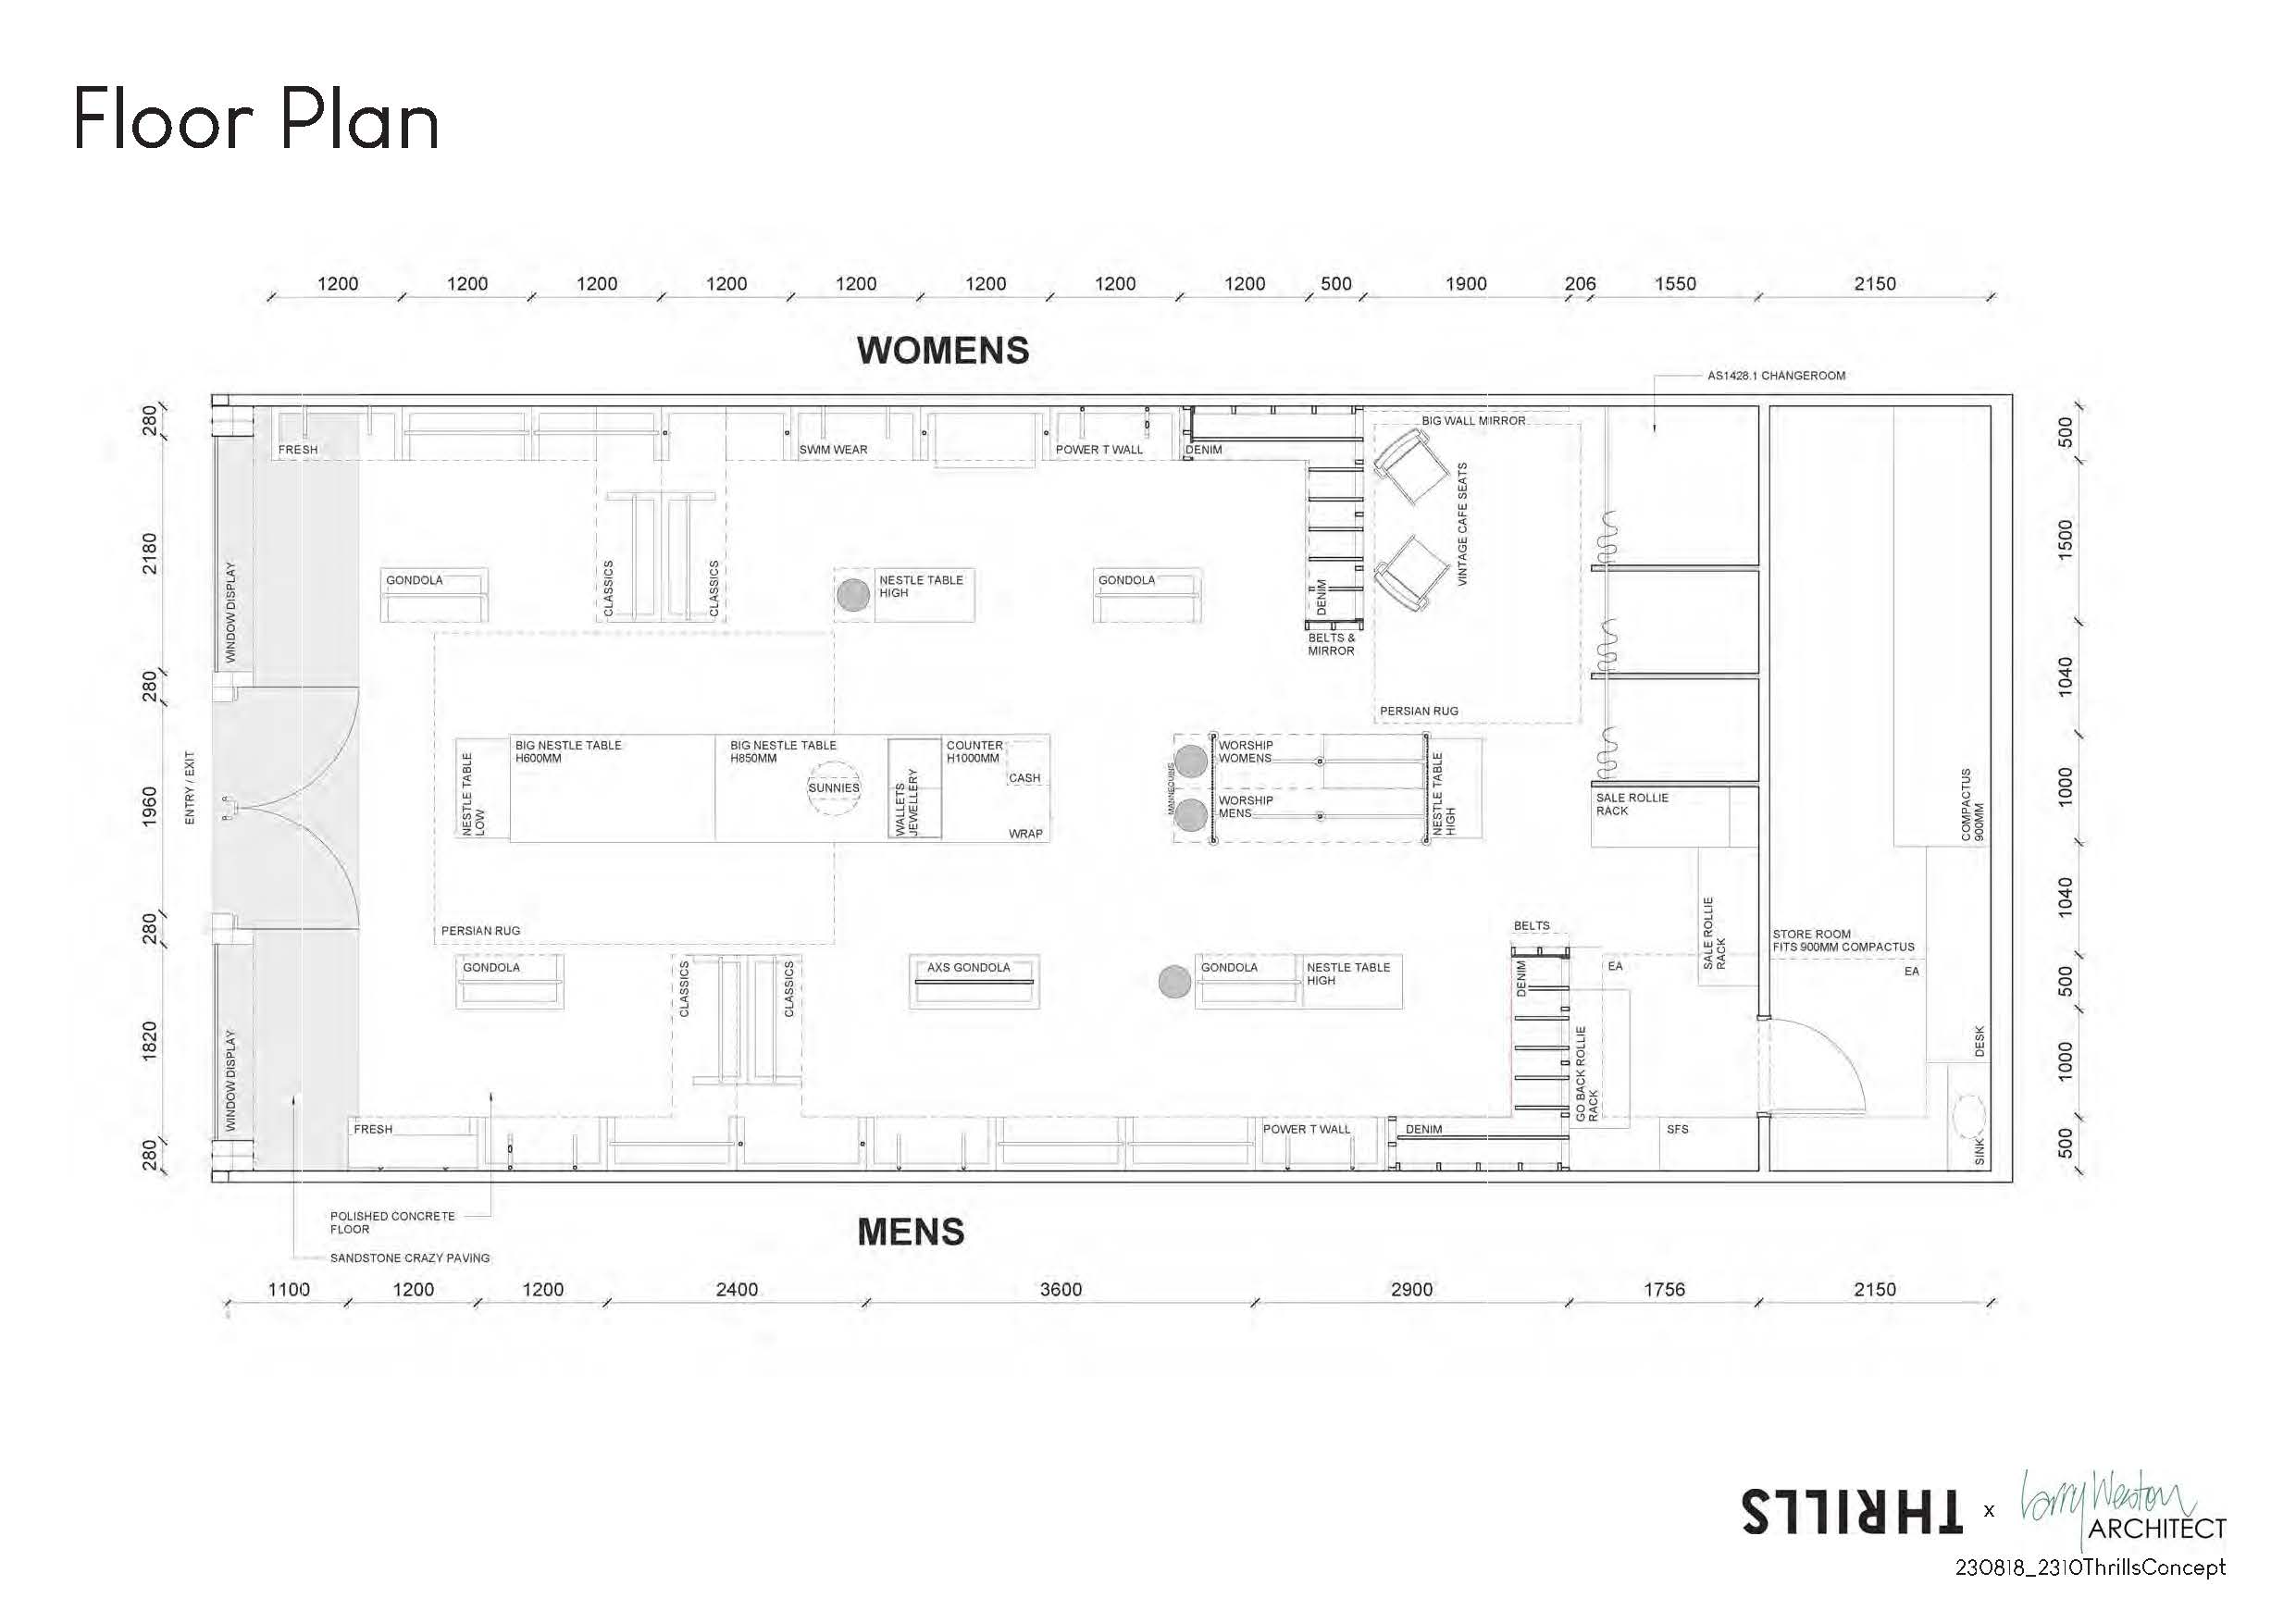 Floor Plan
1200 1200 1200 1200 1200 1200 1200 1200 500 1900 206 1550 2150
WOMENS
AS1428.1 CHANGEROOM
280
2180
280
1960
280
1820
280
500
1500
1040
1000
1040
500
1000
500
FRESH
SWIM WEAR
POWER T WALL
DENIM
BIG WALL MIRROR
WINDOW DISPLAY
GONDOLA
CLASSICS
CLASSICS
NESTLE TABLE
HIGH
GONDOLA
DENIM
BELTS &
MIRROR
VINTAGE CAFE SEATS
PERSIAN RUG
ENTRY / EXIT
NESTLE TABLE
LOW
BIG NESTLE TABLE
H600MM
BIG NESTLE TABLE
H850MM
SUNNIES
WALLETS
JEWELLERY
COUNTER
H1000MM
CASH
WRAP
MANNEQUINS
WORSHIP
WOMENS
WORSHIP
MENS
NESTLE TABLE
HIGH
SALE ROLLIE
RACK
COMPACTUS
900MM
PERSIAN RUG
BELTS
SALE ROLLIE
RACK
STORE ROOM
FITS 900MM COMPACTUS
EA
GONDOLA
CLASSICS
CLASSICS
AXS GONDOLA
GONDOLA
NESTLE TABLE
HIGH
DENIM
EA
WINDOW DISPLAY
GO BACK ROLLIE
RACK
DESK
FRESH
POWER T WALL
DENIM
SFS
SINK
POLISHED CONCRETE
FLOOR
SANDSTONE CRAZY PAVING
MENS
1100 1200 1200 2400 3600 2900 1756 2150
THRILLS x Larry Weston
ARCHITECT
230818_2310ThrillsConcept